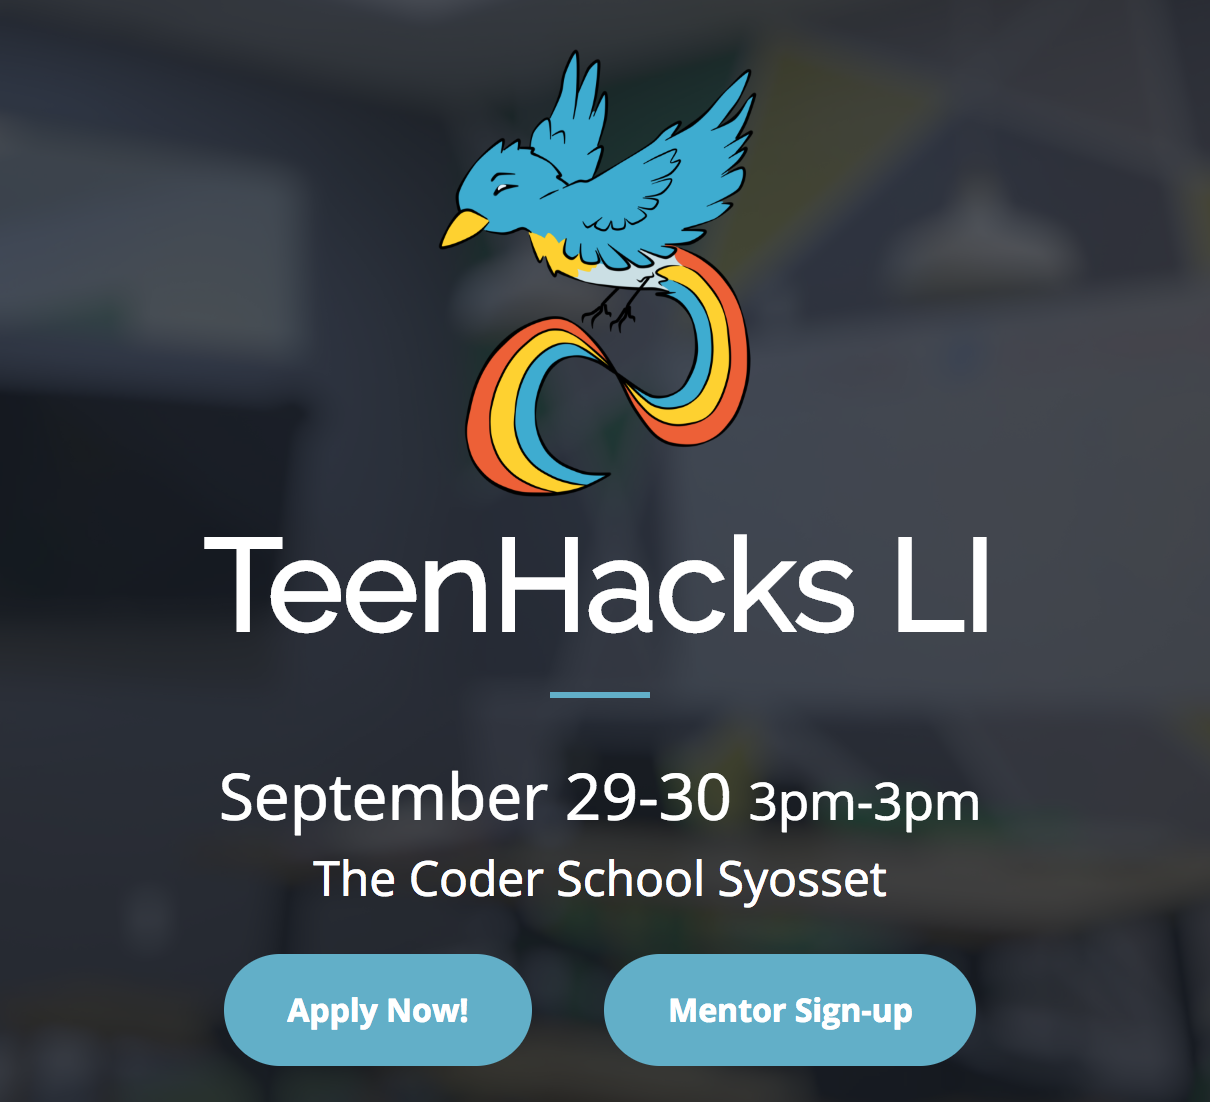 TeenHacks LI
September 29-30 3pm-3pm
The Coder School Syosset
Apply Now!
Mentor Sign-up